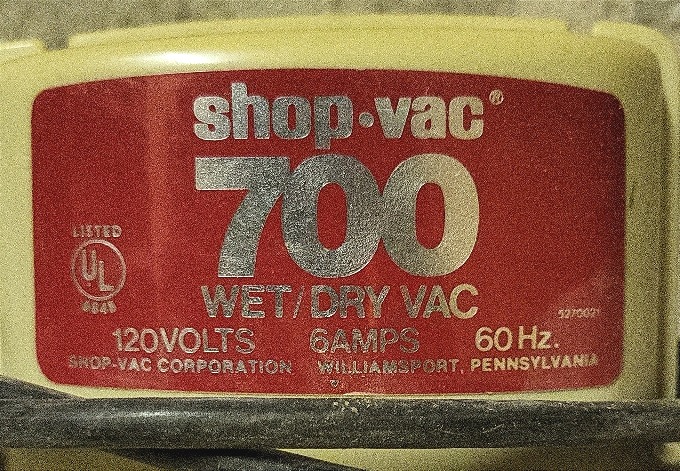 shop·vac®
700
LISTED
UL
WET/DRY VAC
120VOLTS 6AMPS 60 Hz.
SHOP-VAC CORPORATION WILLIAMSPORT, PENNSYLVANIA